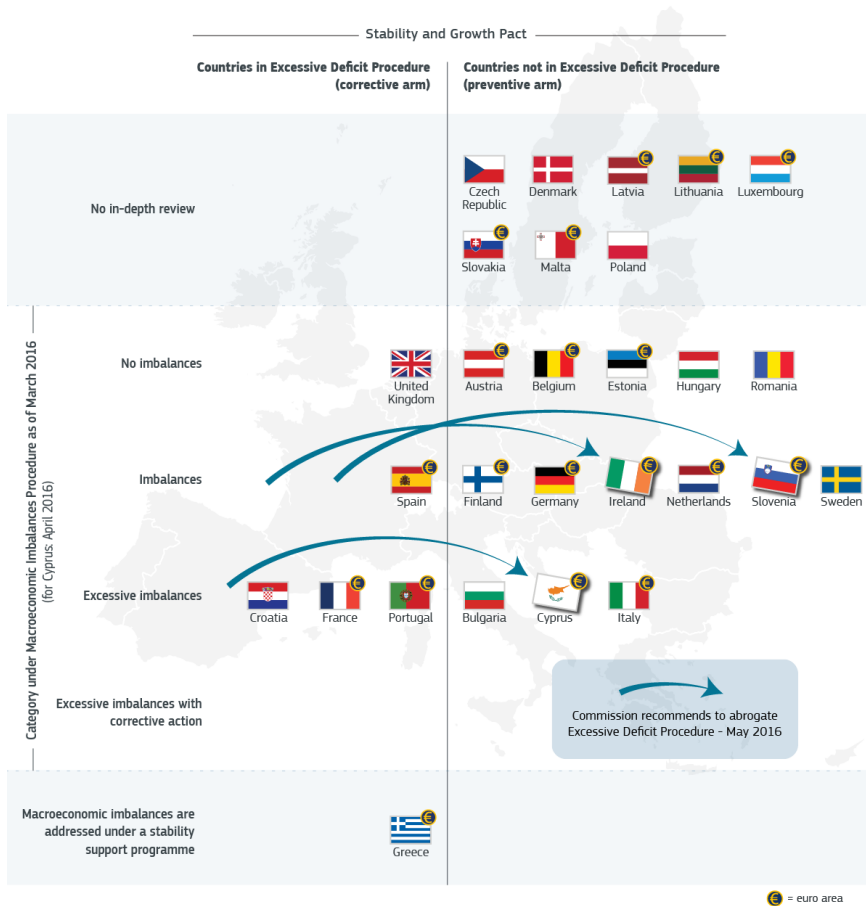 Stability and Growth Pact
Countries in Excessive Deficit Procedure
(corrective arm)
Countries not in Excessive Deficit Procedure
(preventive arm)
Category under Macroeconomic Imbalances Procedure as of March 2016
(for Cyprus: April 2016)
No in-depth review
Czech
Republic
Denmark
Latvia
Lithuania
Luxembourg
Slovakia
Malta
Poland
No imbalances
United
Kingdom
Austria
Belgium
Estonia
Hungary
Romania
Imbalances
Spain
Finland
Germany
Ireland
Netherlands
Slovenia
Sweden
Excessive imbalances
Croatia
France
Portugal
Bulgaria
Cyprus
Italy
Excessive imbalances with
corrective action
Commission recommends to abrogate
Excessive Deficit Procedure - May 2016
Macroeconomic imbalances are
addressed under a stability
support programme
Greece
€ = euro area